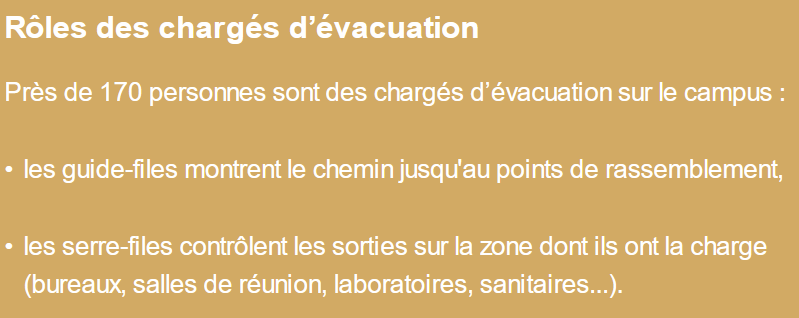 Rôles des chargés d’évacuation
Près de 170 personnes sont des chargés d’évacuation sur le campus :
• les guide-files montrent le chemin jusqu'au points de rassemblement,
• les serre-files contrôlent les sorties sur la zone dont ils ont la charge
(bureaux, salles de réunion, laboratoires, sanitaires...).